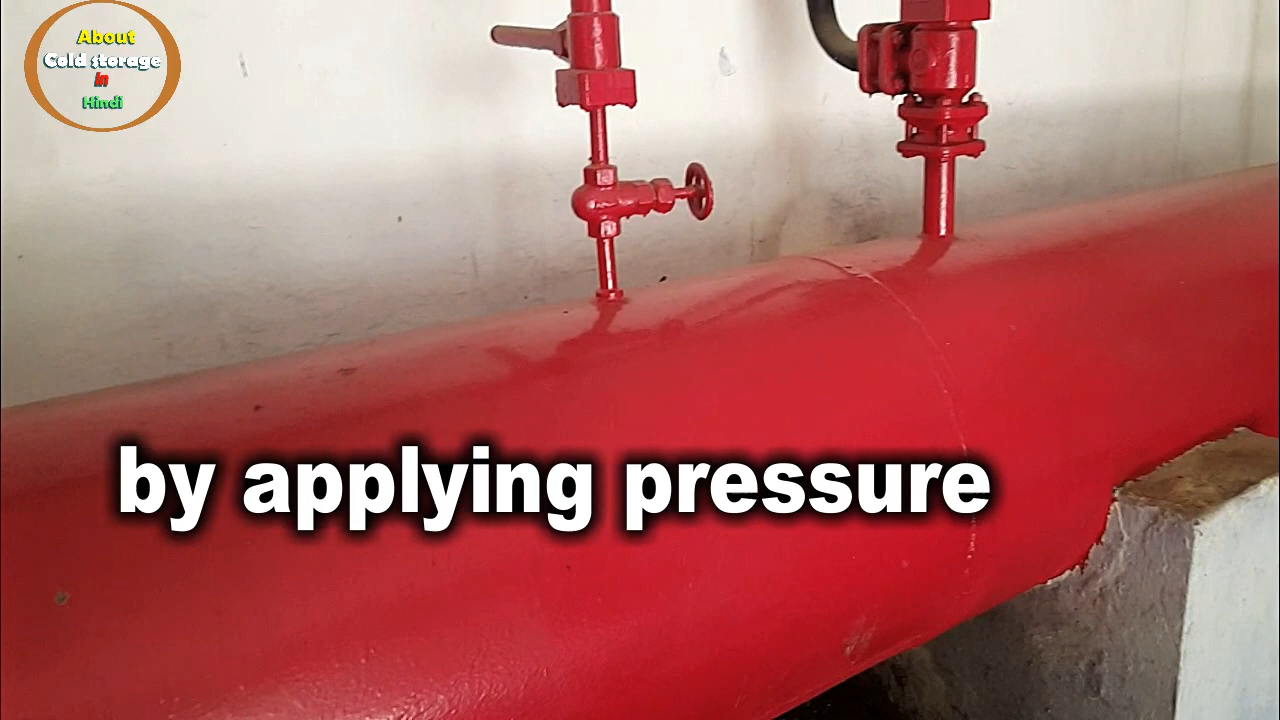 About
Cold storage
in
Hindi
by applying pressure